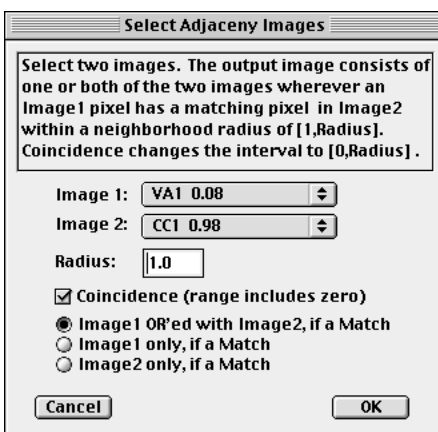 Select Adjaceny Images
Select two images. The output image consists of
one or both of the two images wherever an
Image1 pixel has a matching pixel in Image2
within a neighborhood radius of [1,Radius].
Coincidence changes the interval to [0,Radius] .
Image 1: VA1 0.08
Image 2: CC1 0.98
Radius: 1.0
Coincidence (range includes zero)
Image1 OR'ed with Image2, if a Match
Image1 only, if a Match
Image2 only, if a Match
Cancel OK